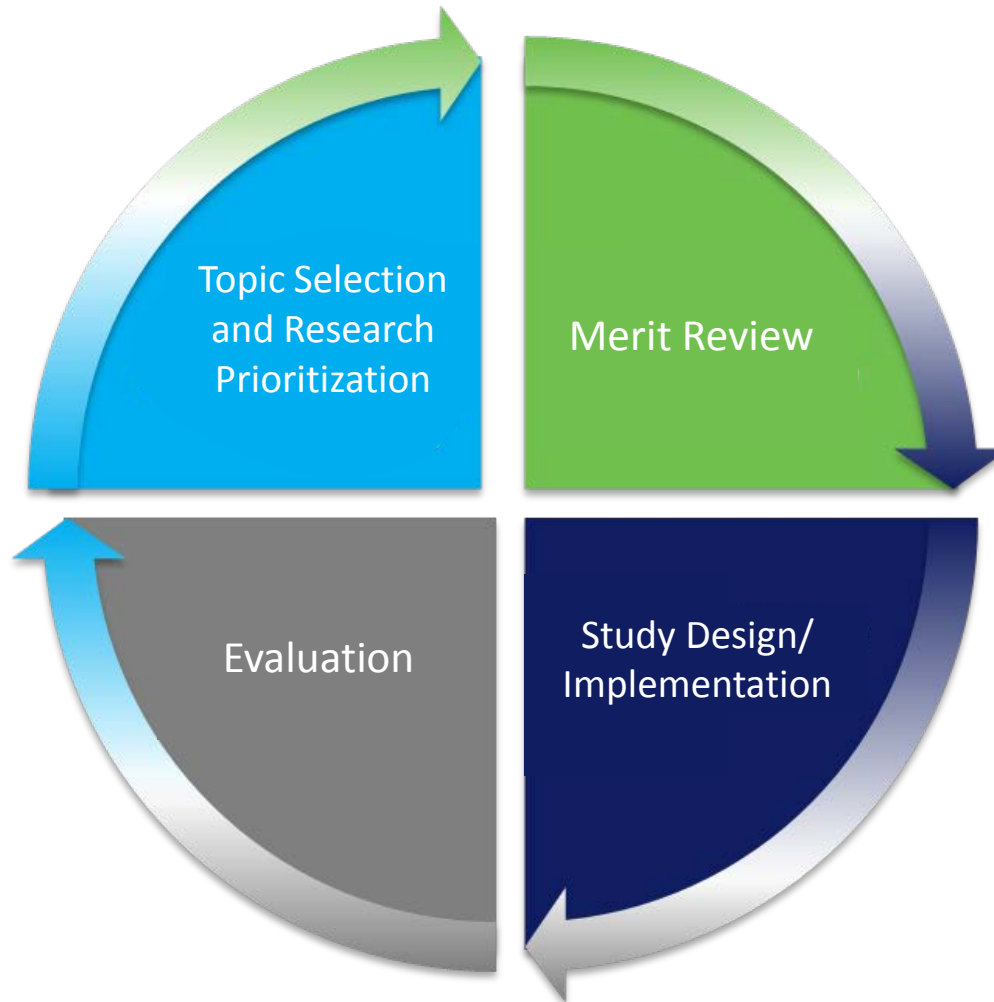 Topic Selection
and Research
Prioritization
Merit Review
Evaluation
Study Design/
Implementation